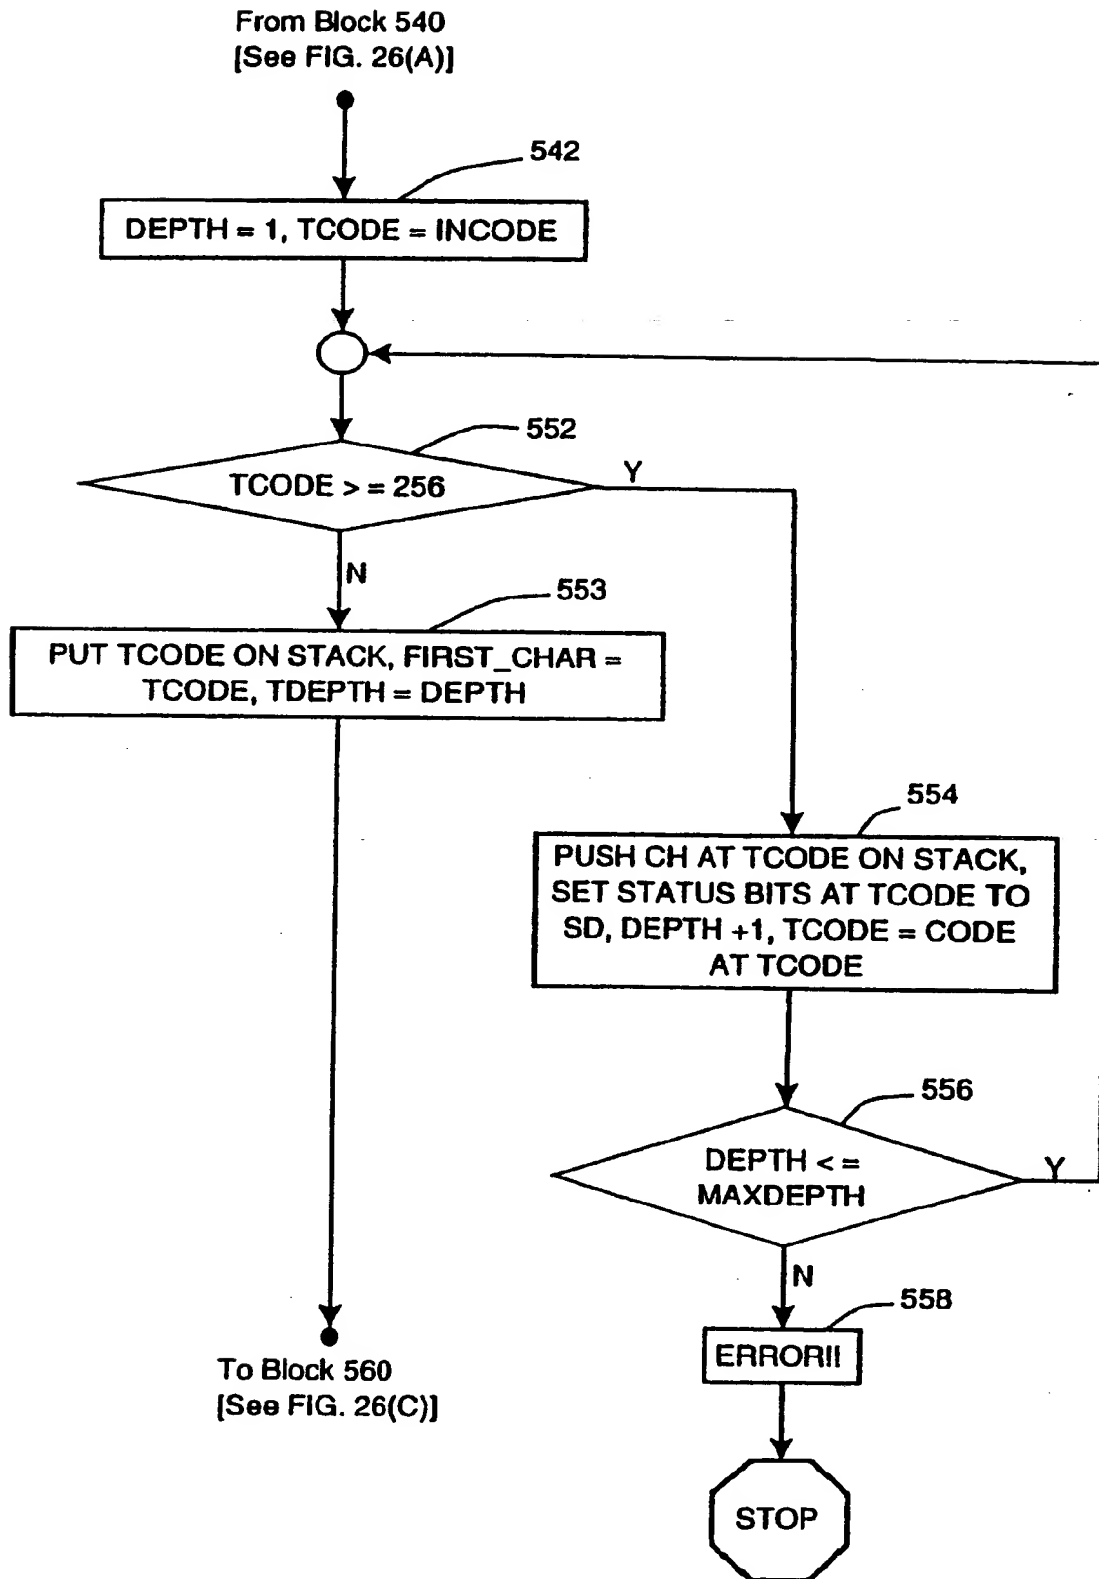 From Block 540
[See FIG. 26(A)]
542
DEPTH = 1, TCODE = INCODE
552
TCODE > = 256
Y
N
553
PUT TCODE ON STACK, FIRST_CHAR =
TCODE, TDEPTH = DEPTH
554
PUSH CH AT TCODE ON STACK,
SET STATUS BITS AT TCODE TO
SD, DEPTH +1, TCODE = CODE
AT TCODE
556
DEPTH < =
MAXDEPTH
Y
N
558
ERROR!!
To Block 560
[See FIG. 26(C)]
STOP